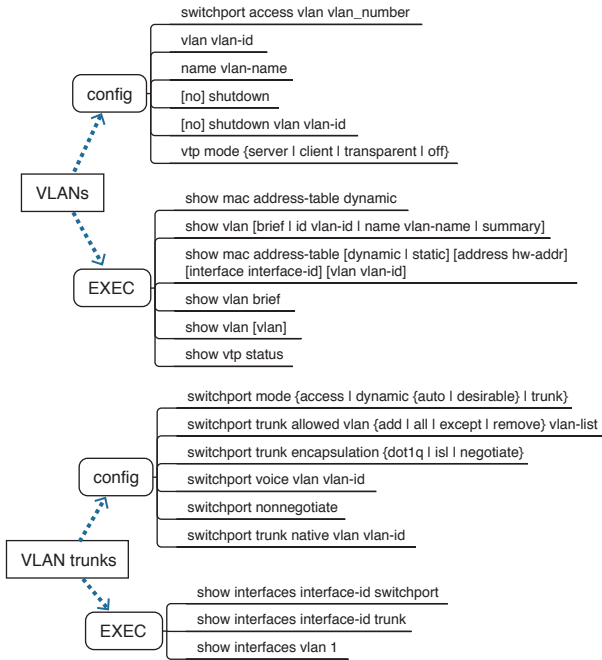 switchport access vlan vlan_number
vlan vlan-id
name vlan-name
config
[no] shutdown
[no] shutdown vlan vlan-id
vtp mode {server | client | transparent | off}
VLANs
show mac address-table dynamic
show vlan [brief | id vlan-id | name vlan-name | summary]
show mac address-table [dynamic | static] [address hw-addr]
[interface interface-id] [vlan vlan-id]
EXEC
show vlan brief
show vlan [vlan]
show vtp status
switchport mode {access | dynamic {auto | desirable} | trunk}
switchport trunk allowed vlan {add | all | except | remove} vlan-list
switchport trunk encapsulation {dot1q | isl | negotiate}
config
switchport voice vlan vlan-id
switchport nonnegotiate
switchport trunk native vlan vlan-id
VLAN trunks
show interfaces interface-id switchport
show interfaces interface-id trunk
EXEC
show interfaces vlan 1